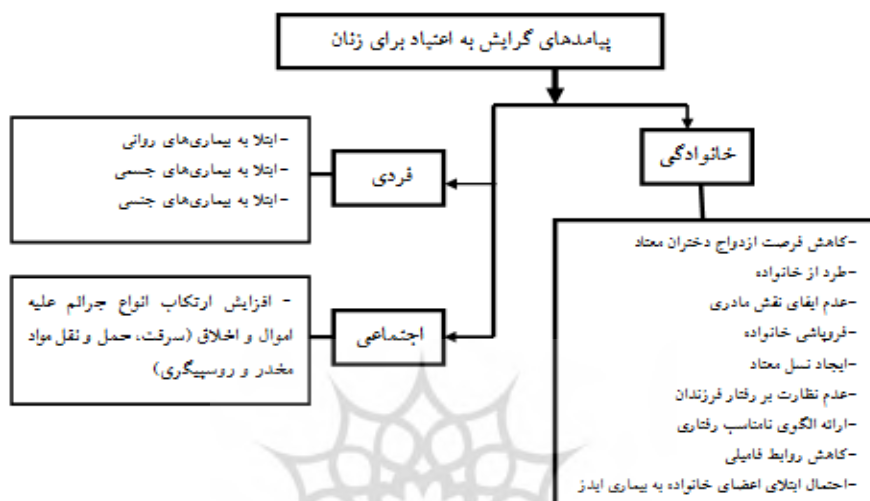 پیامدهای گرایش به اعتیاد برای زنان
خانوادگی
-کاهش فرصت ازدواج دختران معتاد
-طرد از خانواده
-عدم ایفای نقش مادری
-فروپاشی خانواده
-ایجاد نسل معتاد
-عدم نظارت بر رفتار فرزندان
-ارائه الگوی نامناسب رفتاری
-کاهش روابط فامیلی
-احتمال ابتلای اعضای خانواده به بیماری ایدز
فردی
-ابتلا به بیماری‌های روانی
-ابتلا به بیماری‌های جسمی
-ابتلا به بیماری‌های جنسی
اجتماعی
- افزایش ارتکاب انواع جرائم علیه
اموال و اخلاق (سرقت، حمل و نقل مواد
مخدر و روسپیگری)